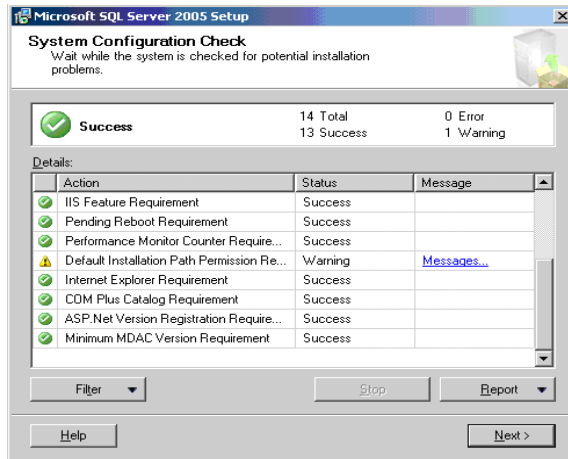 Microsoft SQL Server 2005 Setup
System Configuration Check
Wait while the system is checked for potential installation
problems.
Success
14 Total
0 Error
13 Success
1 Warning
Details:
Action Status Message
IIS Feature Requirement Success
Pending Reboot Requirement Success
Performance Monitor Counter Require... Success
Default Installation Path Permission Re... Warning Messages...
Internet Explorer Requirement Success
COM Plus Catalog Requirement Success
ASP.Net Version Registration Require... Success
Minimum MDAC Version Requirement Success
Filter
Stop
Report
Help
Next >